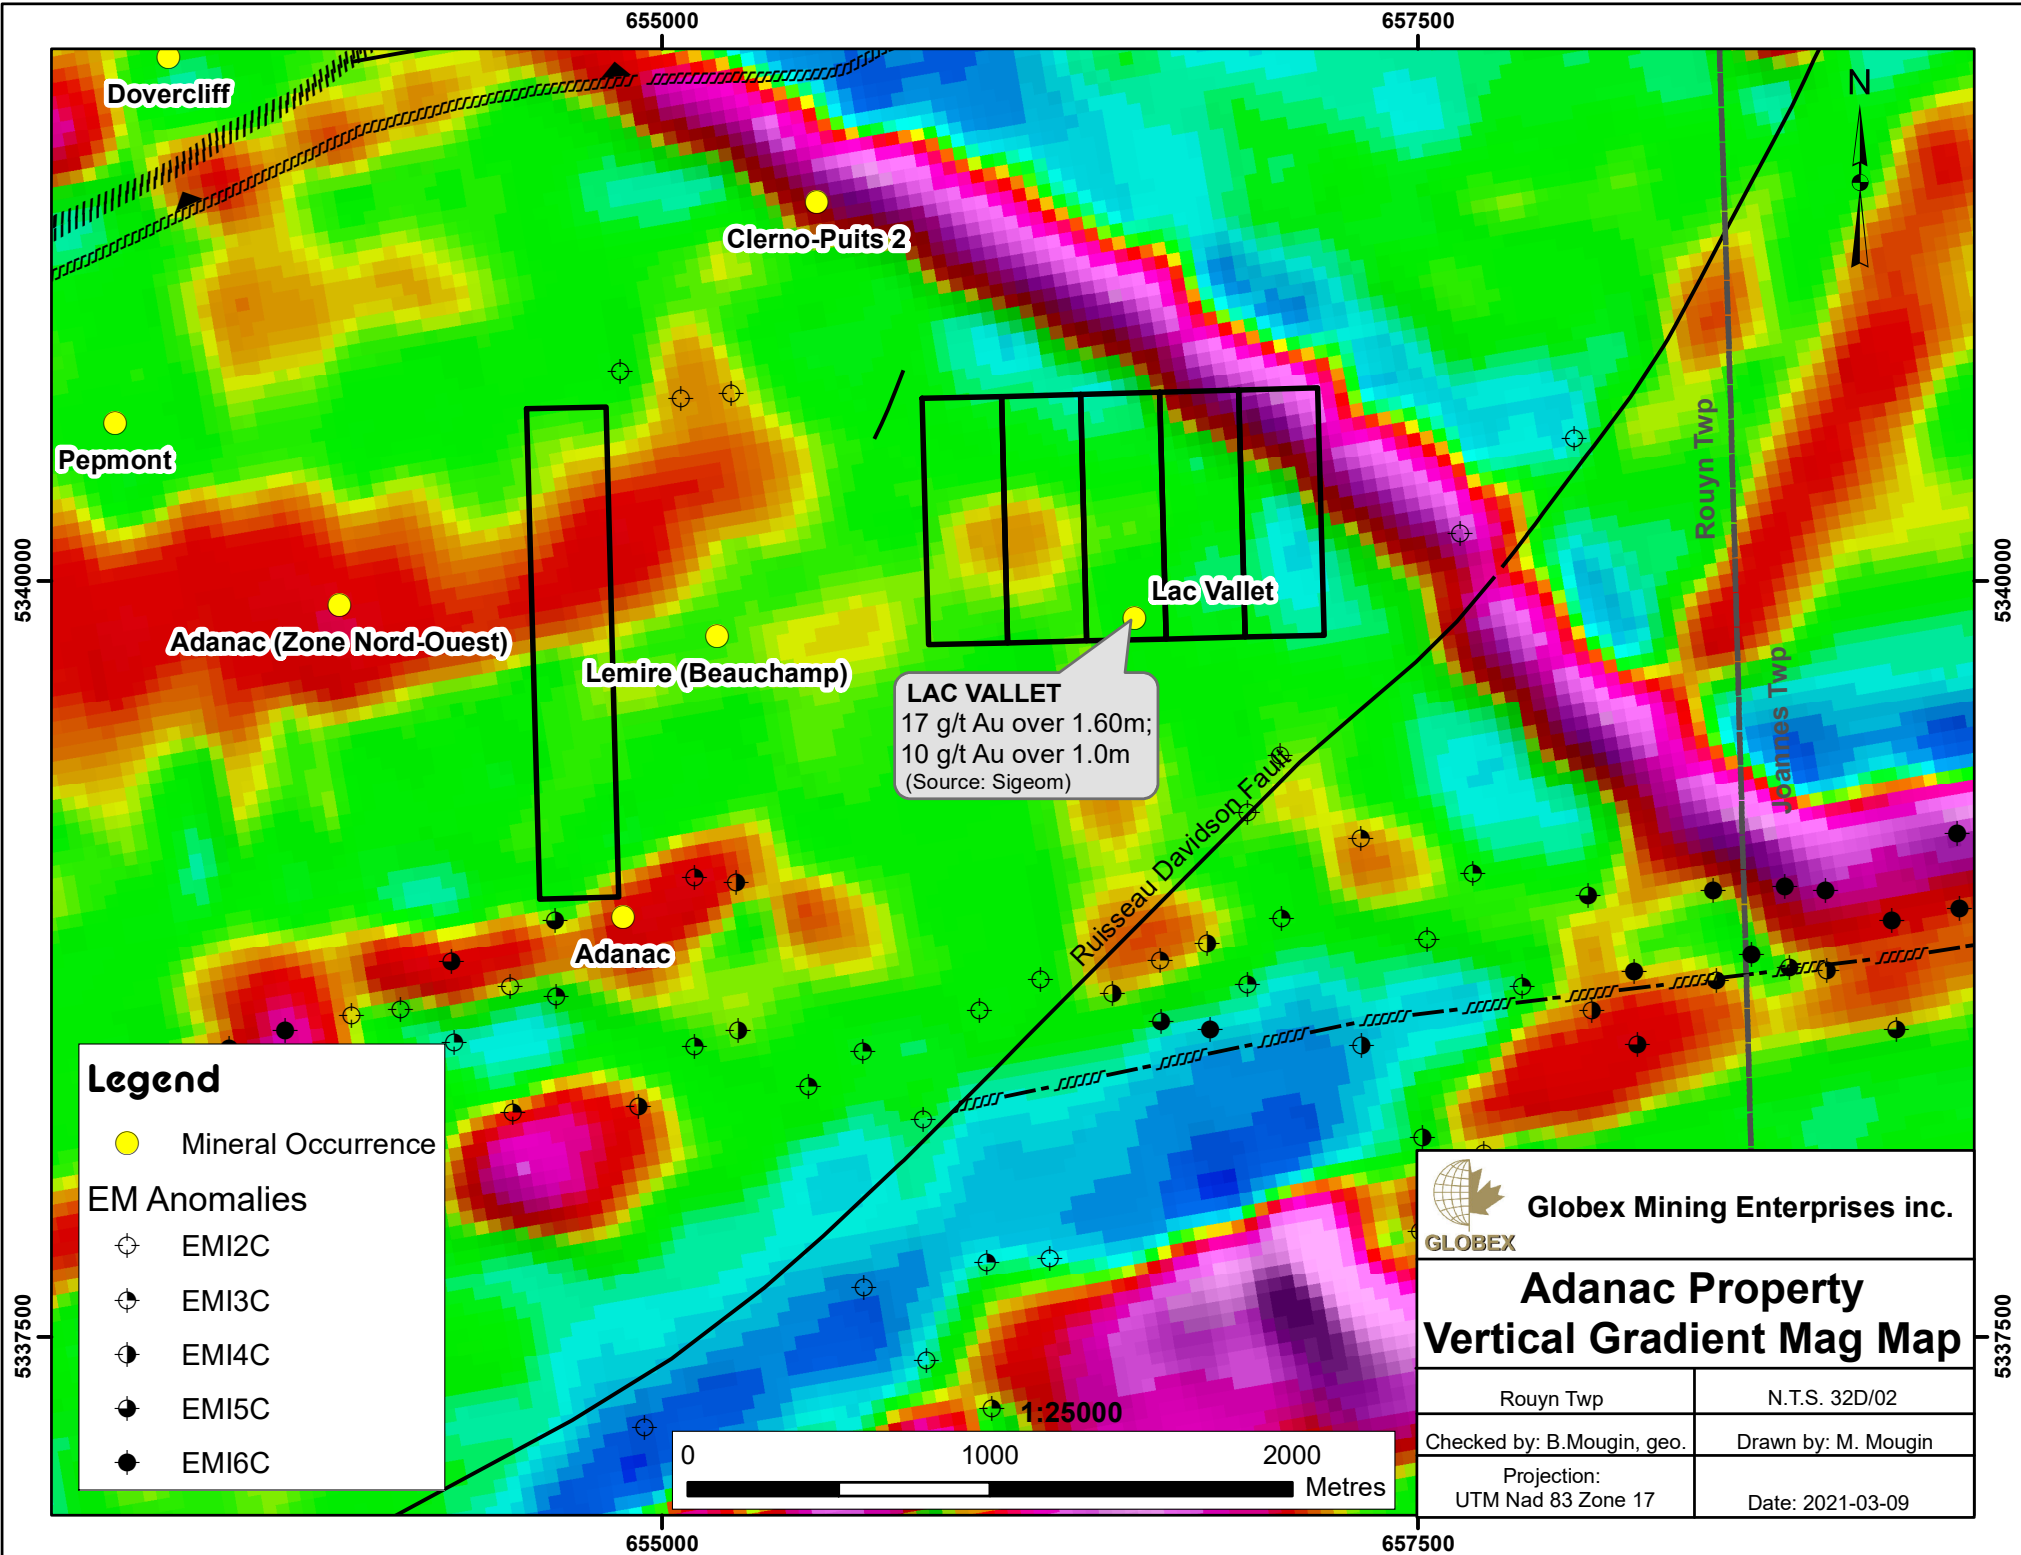 655000
657500
Dovercliff
N
Clerno-Puits 2
Pepmont
Rouyn Twp
5340000
5340000
Lac Vallet
Adanac (Zone Nord-Ouest)
Lemire (Beauchamp)
LAC VALLET
17 g/t Au over 1.60m;
10 g/t Au over 1.0m
(Source: Sigeom)
Joannes Twp
Ruisseau Davidson Fault
Adanac
Legend
Mineral Occurrence
EM Anomalies
EMI2C
EMI3C
EMI4C
EMI5C
EMI6C
GLOBEX
Globex Mining Enterprises inc.
Adanac Property
Vertical Gradient Mag Map
5337500
5337500
Rouyn Twp
N.T.S. 32D/02
Checked by: B.Mougin, geo.
Drawn by: M. Mougin
Projection:
UTM Nad 83 Zone 17
Date: 2021-03-09
1:25000
0
1000
2000
Metres
655000
657500